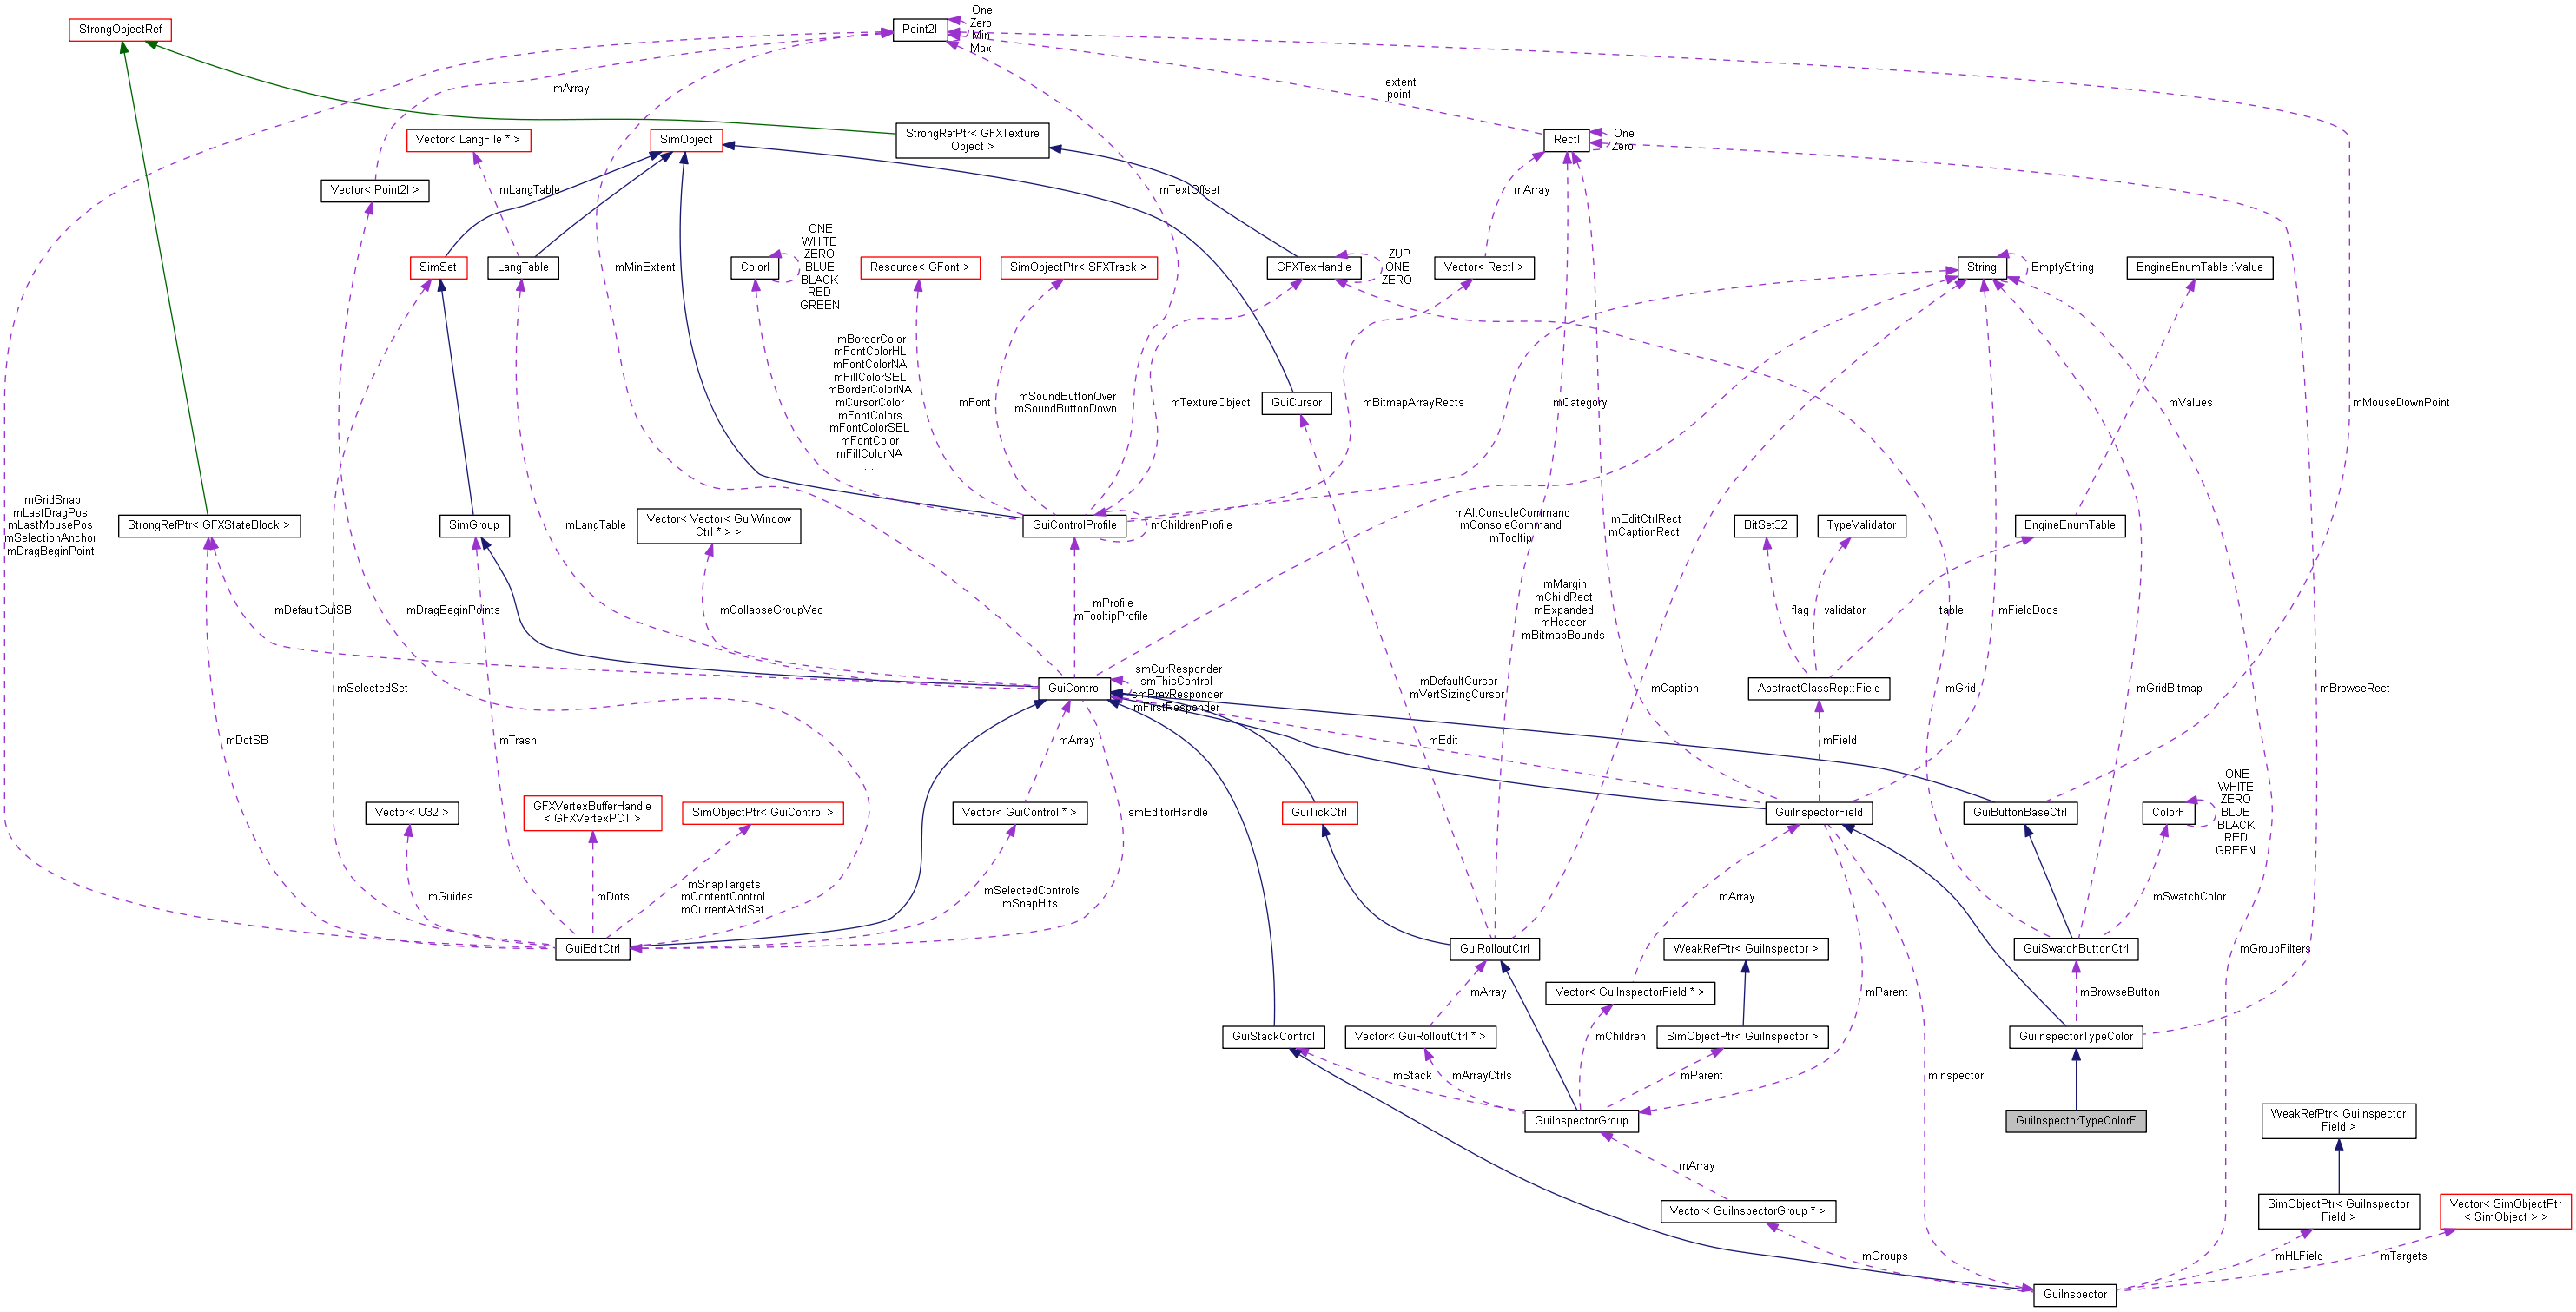 One
Zero
Min
Max
StrongObjectRef
Point2I
mArray
extent
point
Vector< LangFile * >
SimObject
StrongRefPtr< GFXTexture
Object >
RectI
One
Zero
Vector< Point2I >
mLangTable
mTextOffset
mArray
SimSet
LangTable
mMinExtent
ColorI
ONE
WHITE
ZERO
BLUE
BLACK
RED
GREEN
Resource< GFont >
SimObjectPtr< SFXTrack >
GFXTexHandle
ZUP
ONE
ZERO
Vector< RectI >
String
EmptyString
EngineEnumTable::Value
mBorderColor
mFontColorHL
mFontColorNA
mFillColorSEL
mBorderColorNA
mCursorColor
mFontColors
mFontColorSEL
mFontColor
mFillColorNA
...
mFont
mSoundButtonOver
mSoundButtonDown
mTextureObject
GuiCursor
mBitmapArrayRects
mCategory
mValues
mMouseDownPoint
mGridSnap
mLastDragPos
mLastMousePos
mSelectionAnchor
mDragBeginPoint
StrongRefPtr< GFXStateBlock >
SimGroup
mLangTable
Vector< Vector< GuiWindow
Ctrl * > >
GuiControlProfile
mChildrenProfile
mAltConsoleCommand
mConsoleCommand
mTooltip
mEditCtrlRect
mCaptionRect
BitSet32
TypeValidator
EngineEnumTable
mDefaultGuiSB
mDragBeginPoints
mCollapseGroupVec
mProfile
mTooltipProfile
mMargin
mChildRect
mExpanded
mHeader
mBitmapBounds
flag
validator
table
mFieldDocs
mSelectedSet
GuiControl
smCurResponder
smThisControl
smPrevResponder
mFirstResponder
mDefaultCursor
mVertSizingCursor
mCaption
AbstractClassRep::Field
mGrid
mGridBitmap
mBrowseRect
mDotSB
mTrash
mArray
mEdit
mField
Vector< U32 >
GFXVertexBufferHandle
< GFXVertexPCT >
SimObjectPtr< GuiControl >
Vector< GuiControl * >
smEditorHandle
GuiTickCtrl
GuiInspectorField
GuiButtonBaseCtrl
ColorF
ONE
WHITE
ZERO
BLUE
BLACK
RED
GREEN
mGuides
mDots
mSnapTargets
mContentControl
mCurrentAddSet
mSelectedControls
mSnapHits
mArray
mSwatchColor
GuiEditCtrl
GuiRolloutCtrl
WeakRefPtr< GuiInspector >
GuiSwatchButtonCtrl
mGroupFilters
mArray
Vector< GuiInspectorField * >
mParent
mBrowseButton
GuiStackControl
Vector< GuiRolloutCtrl * >
mChildren
SimObjectPtr< GuiInspector >
GuiInspectorTypeColor
mStack
mArrayCtrls
mParent
mInspector
GuiInspectorGroup
GuiInspectorTypeColorF
WeakRefPtr< GuiInspector
Field >
mArray
Vector< GuiInspectorGroup * >
SimObjectPtr< GuiInspector
Field >
Vector< SimObjectPtr
< SimObject > >
mGroups
mHLField
mTargets
GuiInspector